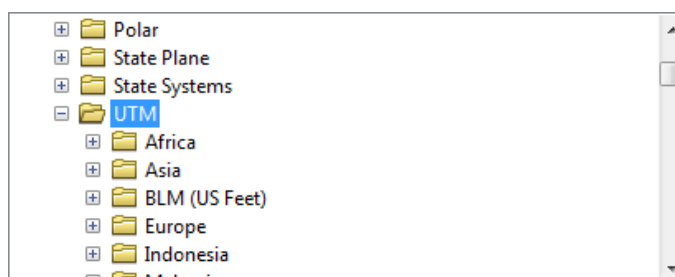 Polar
State Plane
State Systems
UTM
Africa
Asia
BLM (US Feet)
Europe
Indonesia